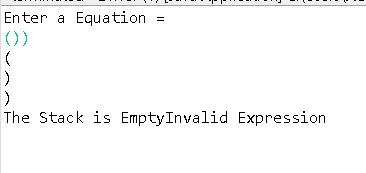 Enter a Equation =
())
(
)
)
The Stack is EmptyInvalid Expression